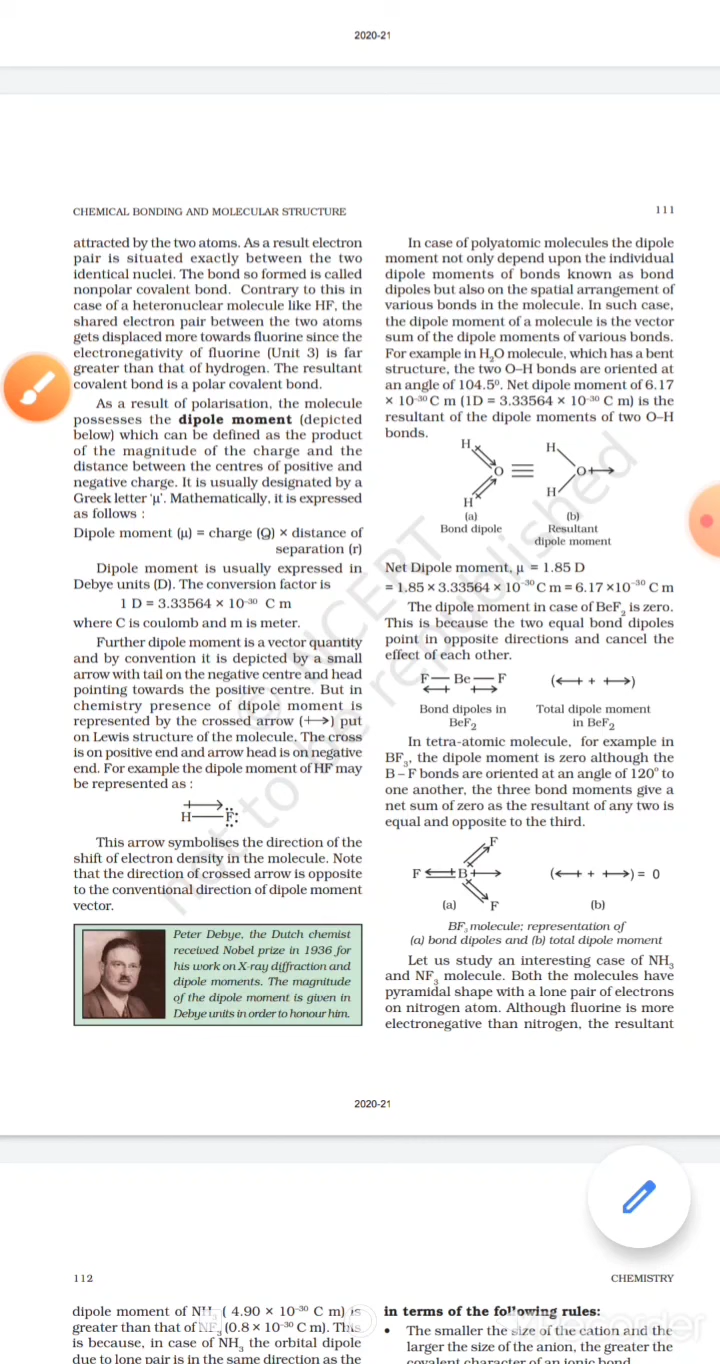 2020-21
CHEMICAL BONDING AND MOLECULAR STRUCTURE
111
attracted by the two atoms. As a result electron
pair is situated exactly between the two
identical nuclei. The bond so formed is called
nonpolar covalent bond. Contrary to this in
case of a heteronuclear molecule like HF, the
shared electron pair between the two atoms
gets displaced more towards fluorine since the
electronegativity of fluorine (Unit 3) is far
greater than that of hydrogen. The resultant
covalent bond is a polar covalent bond.
As a result of polarisation, the molecule
possesses the dipole moment (depicted
below) which can be defined as the product
of the magnitude of the charge and the
distance between the centres of positive and
negative charge. It is usually designated by a
Greek letter ‘µ’. Mathematically, it is expressed
as follows :
Dipole moment (µ) = charge (Q) × distance of
separation (r)
Dipole moment is usually expressed in
Debye units (D). The conversion factor is
1 D = 3.33564 × 10⁻³⁰ C m
where C is coulomb and m is meter.
Further dipole moment is a vector quantity
and by convention it is depicted by a small
arrow with tail on the negative centre and head
pointing towards the positive centre. But in
chemistry presence of dipole moment is
represented by the crossed arrow (⟼) put
on Lewis structure of the molecule. The cross
is on positive end and arrow head is on negative
end. For example the dipole moment of HF may
be represented as :
H—F:
This arrow symbolises the direction of the
shift of electron density in the molecule. Note
that the direction of crossed arrow is opposite
to the conventional direction of dipole moment
vector.
Peter Debye, the Dutch chemist
received Nobel prize in 1936 for
his work on X-ray diffraction and
dipole moments. The magnitude
of the dipole moment is given in
Debye units in order to honour him.
In case of polyatomic molecules the dipole
moment not only depend upon the individual
dipole moments of bonds known as bond
dipoles but also on the spatial arrangement of
various bonds in the molecule. In such case,
the dipole moment of a molecule is the vector
sum of the dipole moments of various bonds.
For example in H₂O molecule, which has a bent
structure, the two O–H bonds are oriented at
an angle of 104.5⁰. Net dipole moment of 6.17
× 10⁻³⁰ C m (1D = 3.33564 × 10⁻³⁰ C m) is the
resultant of the dipole moments of two O–H
bonds.
H H
O ≡ O
H H
(a) (b)
Bond dipole Resultant
dipole moment
Net Dipole moment, µ = 1.85 D
= 1.85 × 3.33564 × 10⁻³⁰ C m = 6.17 ×10⁻³⁰ C m
The dipole moment in case of BeF₂ is zero.
This is because the two equal bond dipoles
point in opposite directions and cancel the
effect of each other.
F — Be — F (⟻ + ⟼)
Bond dipoles in Total dipole moment
BeF₂ in BeF₂
In tetra-atomic molecule, for example in
BF₃, the dipole moment is zero although the
B – F bonds are oriented at an angle of 120° to
one another, the three bond moments give a
net sum of zero as the resultant of any two is
equal and opposite to the third.
F
F B (⟻ + ⟼) = 0
(a) F (b)
BF₃ molecule; representation of
(a) bond dipoles and (b) total dipole moment
Let us study an interesting case of NH₃
and NF₃ molecule. Both the molecules have
pyramidal shape with a lone pair of electrons
on nitrogen atom. Although fluorine is more
electronegative than nitrogen, the resultant
© NCERT
not to be republished
2020-21
112
CHEMISTRY
dipole moment of NH₃ ( 4.90 × 10⁻³⁰ C m) is
greater than that of NF₃ (0.8 × 10⁻³⁰ C m). This
is because, in case of NH₃ the orbital dipole
due to lone pair is in the same direction as the
in terms of the following rules:
• The smaller the size of the cation and the
larger the size of the anion, the greater the
covalent character of an ionic bond.